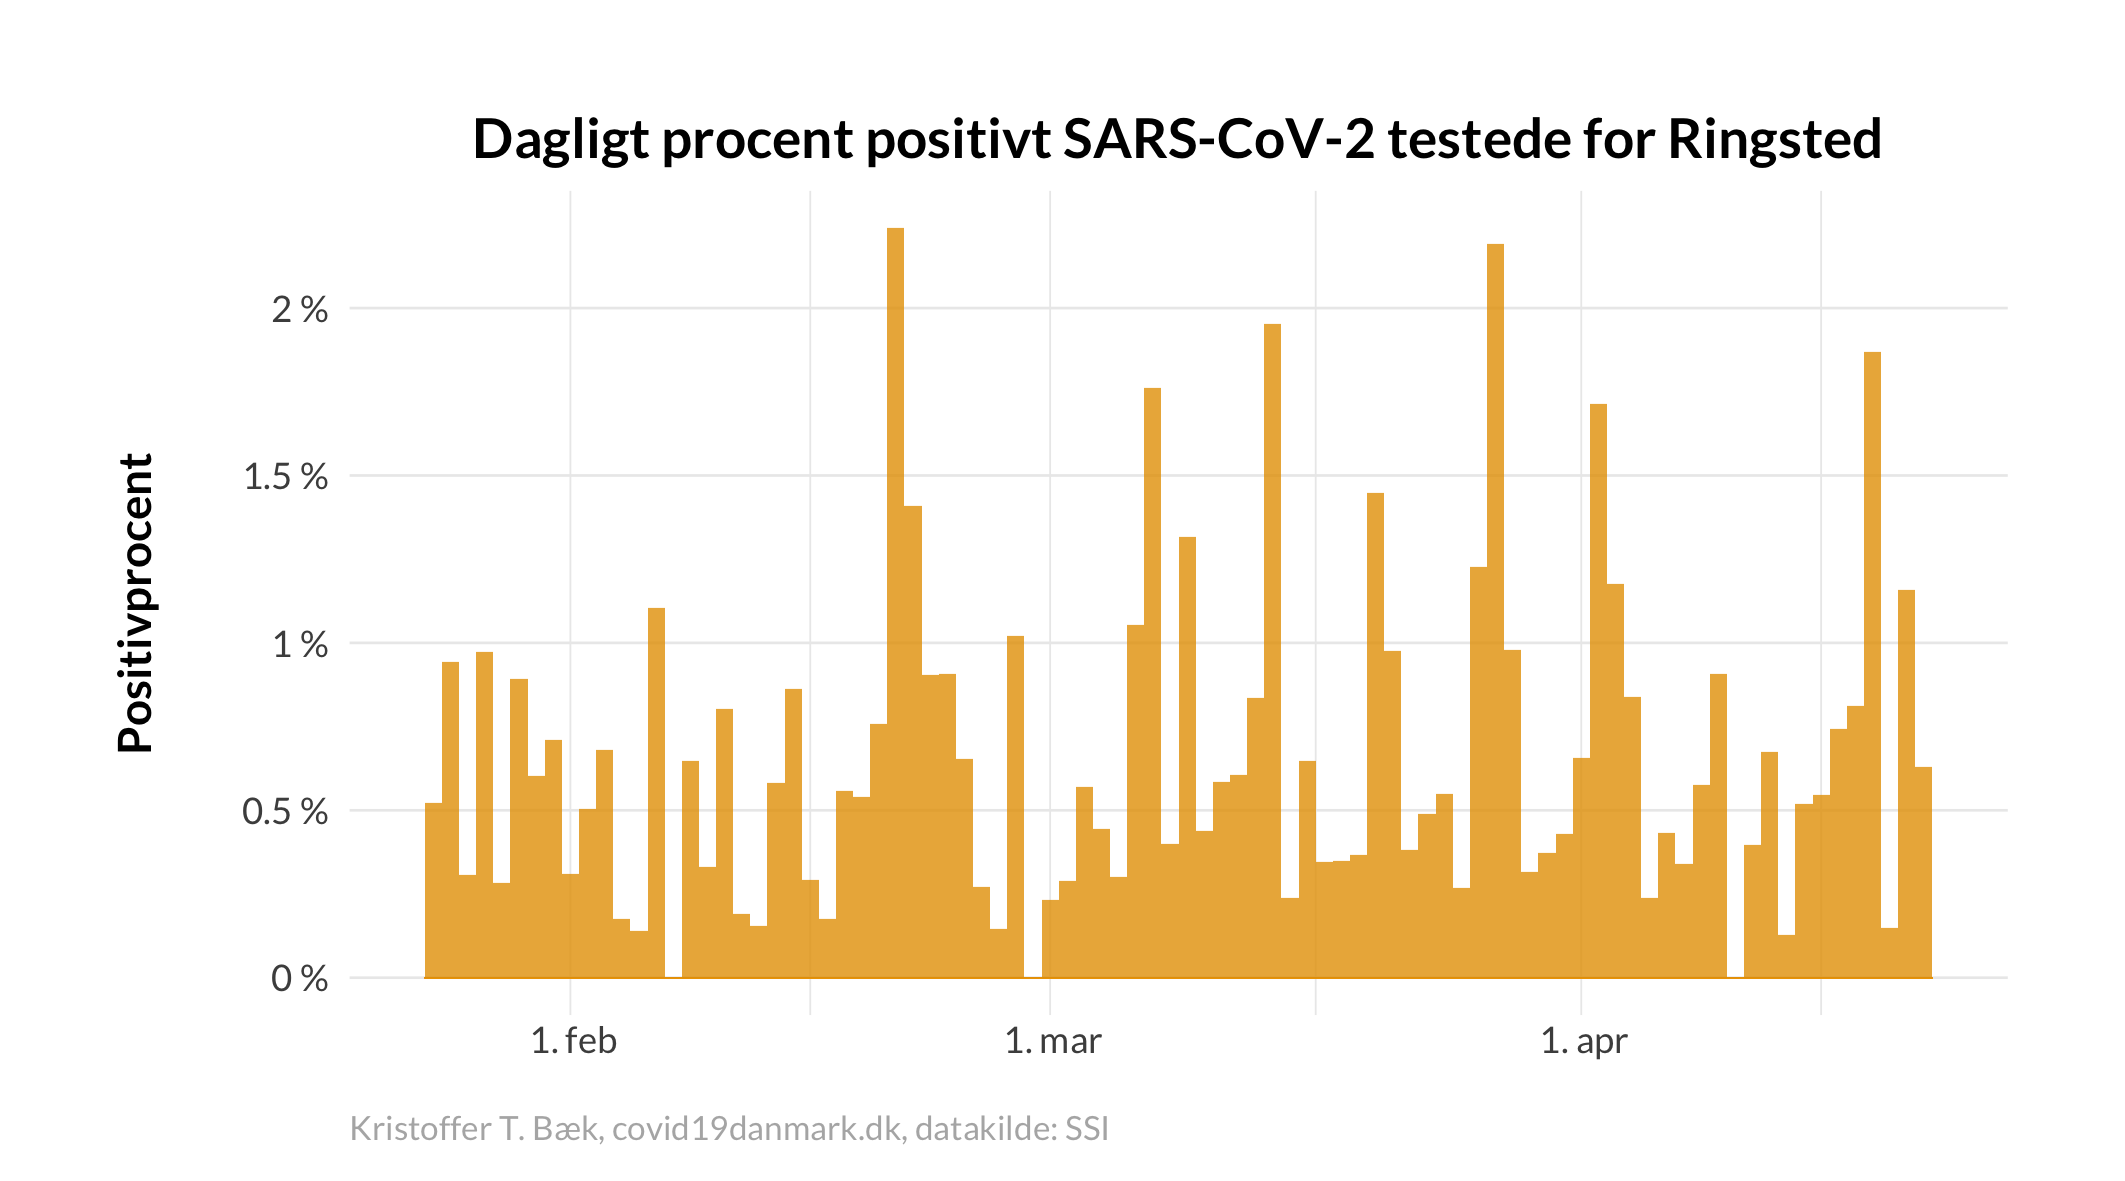 Dagligt procent positivt SARS-CoV-2 testede for Ringsted
Positivprocent
2 %
1.5 %
1 %
0.5 %
0 %
1. feb
1. mar
1. apr
Kristoffer T. Bæk, covid19danmark.dk, datakilde: SSI